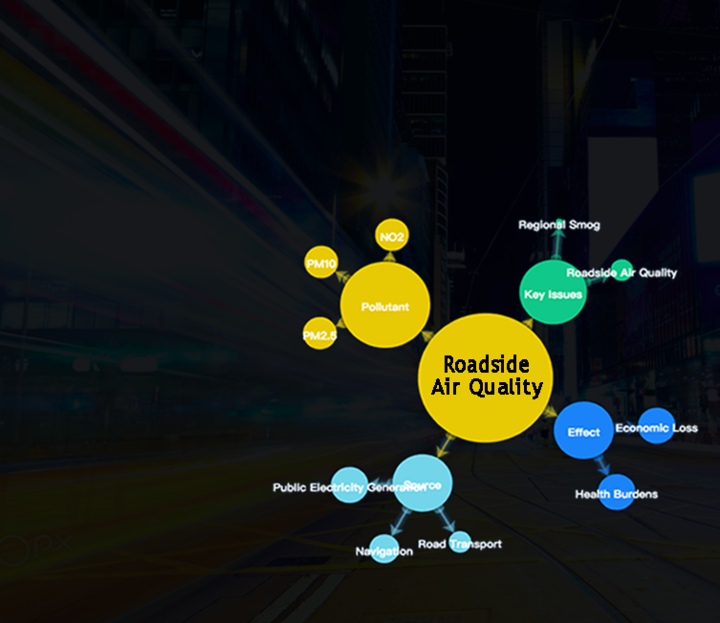 Regional Smog
NO2
PM10
Roadside Air Quality
Key Issues
Pollutant
PM2.5
Roadside
Air Quality
Economic Loss
Effect
Public Electricity Generation
Source
Health Burdens
Road Transport
Navigation
px